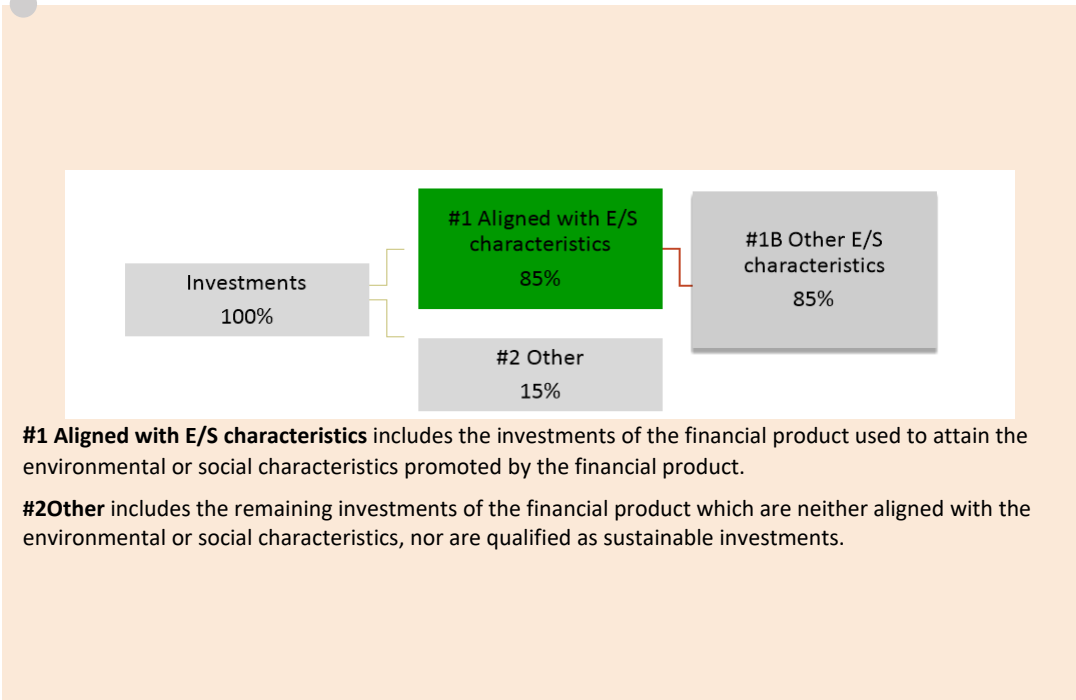 #1 Aligned with E/S
characteristics
85%
#1B Other E/S
characteristics
85%
Investments
100%
#2 Other
15%
#1 Aligned with E/S characteristics includes the investments of the financial product used to attain the
environmental or social characteristics promoted by the financial product.
#2Other includes the remaining investments of the financial product which are neither aligned with the
environmental or social characteristics, nor are qualified as sustainable investments.